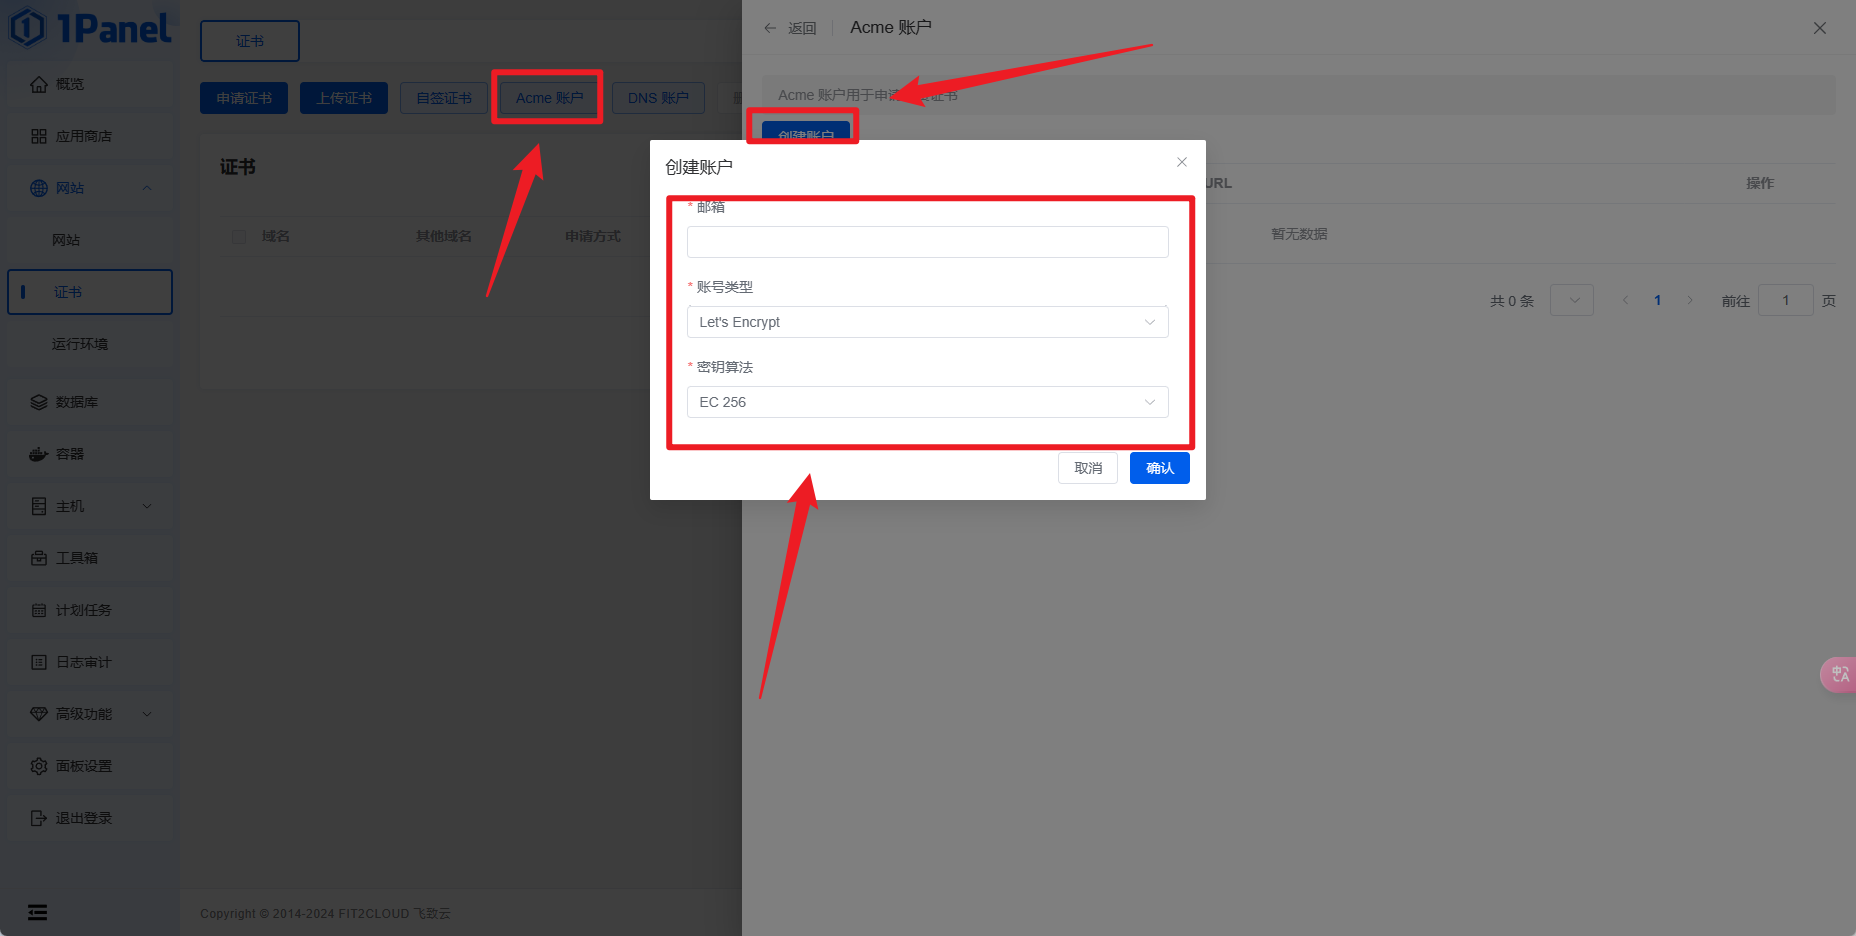 1Panel
概览
应用商店
网站
网站
证书
运行环境
数据库
容器
主机
工具箱
计划任务
日志审计
高级功能
面板设置
退出登录
证书
申请证书
上传证书
自签证书
Acme 账户
DNS 账户
证书
域名
其他域名
申请方式
Copyright © 2014-2024 FIT2CLOUD 飞致云
返回
Acme 账户
Acme 账户用于申请 证书
创建账户
URL
操作
暂无数据
共 0 条
1
前往
1
页
创建账户
* 邮箱
* 账号类型
Let's Encrypt
* 密钥算法
EC 256
取消
确认
中
A